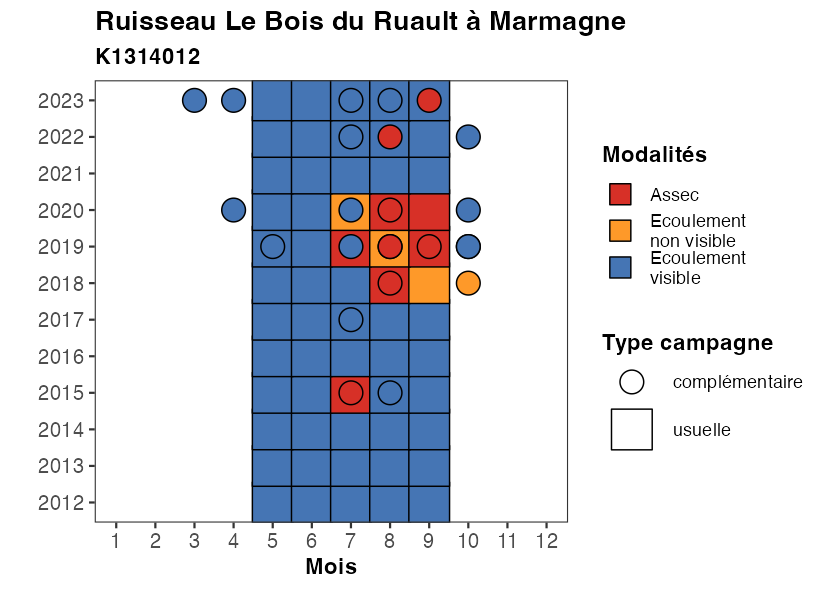 Ruisseau Le Bois du Ruault à Marmagne
K1314012
2023
2022
2021
2020
2019
2018
2017
2016
2015
2014
2013
2012
1 2 3 4 5 6 7 8 9 10 11 12
Mois
Modalités
Assec
Ecoulement
non visible
Ecoulement
visible
Type campagne
complémentaire
usuelle